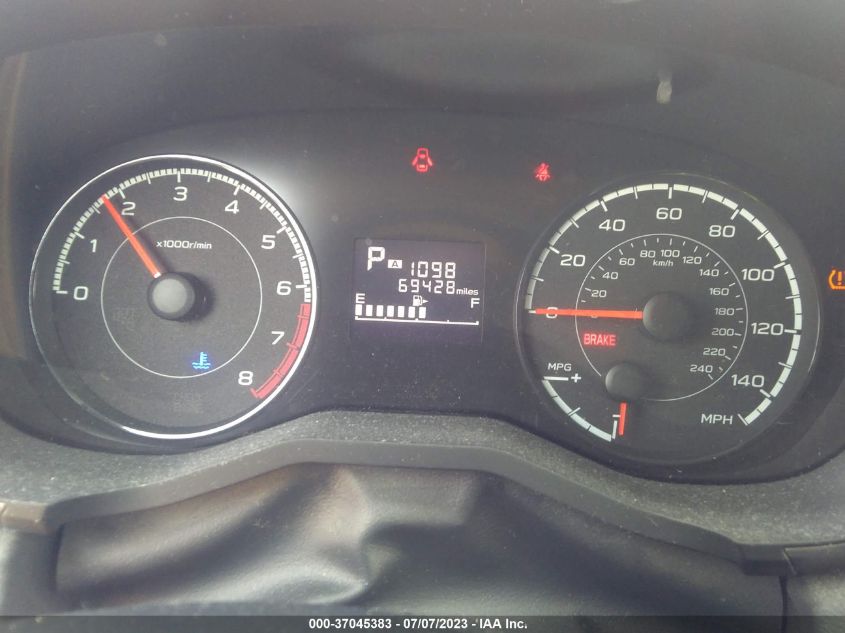 0 1 2 3 4 5 6 7 8
x1000r/min
P A 1098
69428 miles
E F
0 20 40 60 80 100 120 140
MPH
0 20 40 60 80 100 120 140 160 180 200 220 240
km/h
BRAKE
MPG
+
-
000-37045383 - 07/07/2023 - IAA Inc.